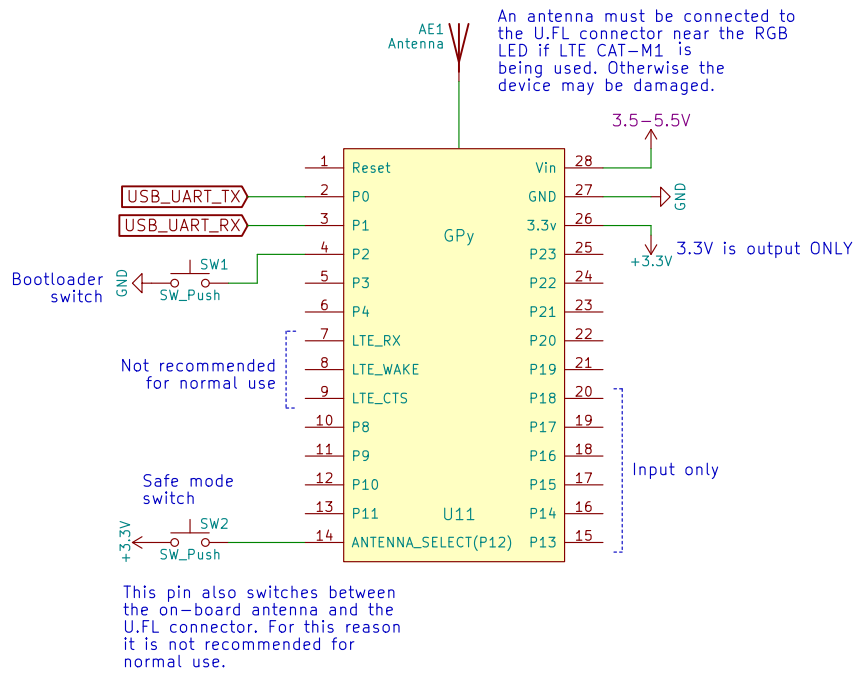 An antenna must be connected to
the U.FL connector near the RGB
LED if LTE CAT-M1 is
being used. Otherwise the
device may be damaged.
AE1
Antenna
3.5-5.5V
1 Reset Vin 28
USB_UART_TX 2 P0 GND 27 GND
USB_UART_RX 3 P1 3.3v 26
GPy
4 P2 P23 25
+3.3V 3.3V is output ONLY
Bootloader
switch
GND SW1
SW_Push
5 P3 P22 24
6 P4 P21 23
7 LTE_RX P20 22
Not recommended
for normal use
8 LTE_WAKE P19 21
9 LTE_CTS P18 20
10 P8 P17 19
11 P9 P16 18
Input only
12 P10 P15 17
Safe mode
switch
13 P11 U11 P14 16
+3.3V SW2
SW_Push
14 ANTENNA_SELECT(P12) P13 15
This pin also switches between
the on-board antenna and the
U.FL connector. For this reason
it is not recommended for
normal use.